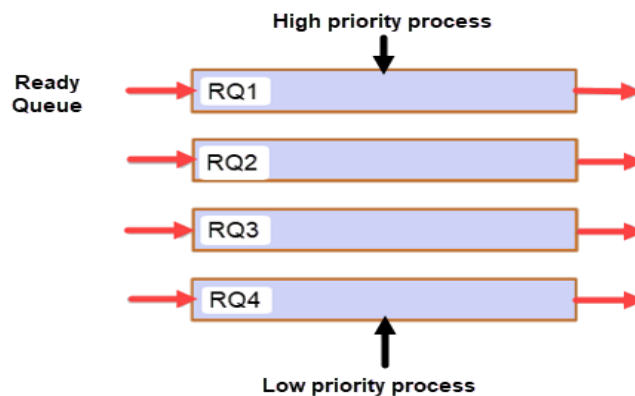 High priority process
Ready
Queue
RQ1
RQ2
RQ3
RQ4
Low priority process